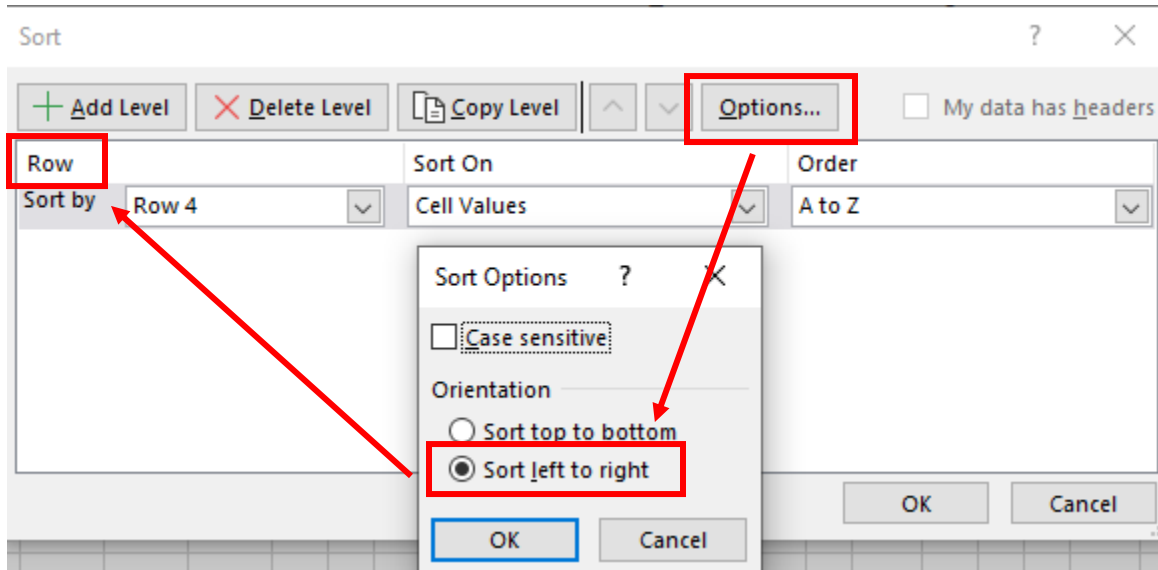 Sort ?
Add Level Delete Level Copy Level Options... My data has headers
Row Sort On Order
Sort by Row 4 Cell Values A to Z
Sort Options ?
Case sensitive
Orientation
Sort top to bottom
Sort left to right
OK Cancel
OK Cancel